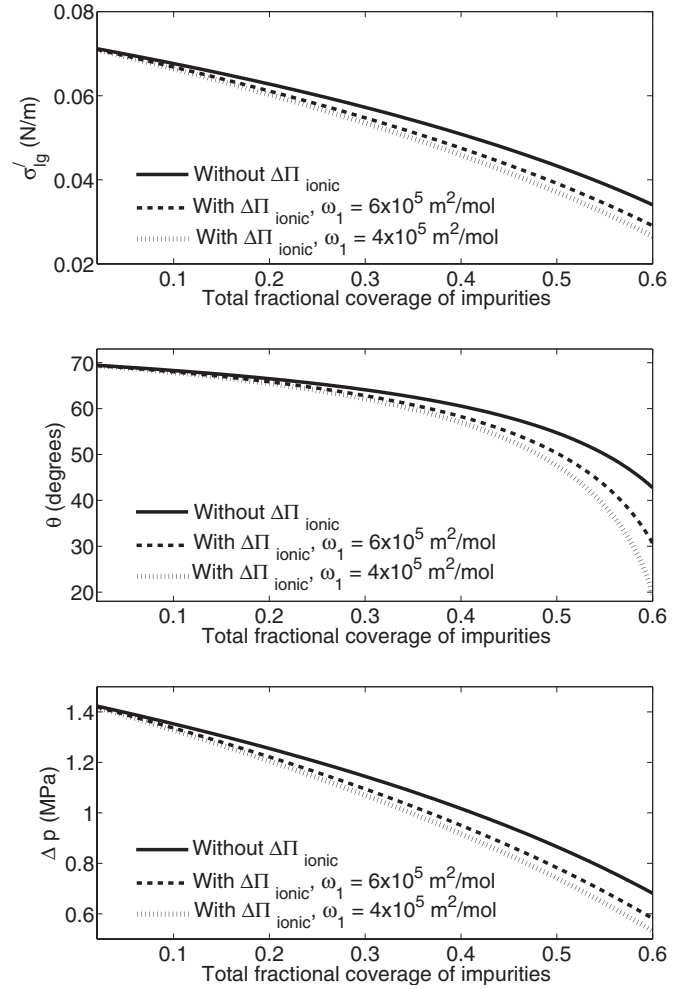 0.08
0.06
0.04
0.02
σ′lg (N/m)
Without ΔΠ ionic
With ΔΠ ionic, ω1 = 6x10^5 m^2/mol
With ΔΠ ionic, ω1 = 4x10^5 m^2/mol
0.1 0.2 0.3 0.4 0.5 0.6
Total fractional coverage of impurities
70
60
50
40
30
20
θ (degrees)
Without ΔΠ ionic
With ΔΠ ionic, ω1 = 6x10^5 m^2/mol
With ΔΠ ionic, ω1 = 4x10^5 m^2/mol
0.1 0.2 0.3 0.4 0.5 0.6
Total fractional coverage of impurities
1.4
1.2
1
0.8
0.6
Δ p (MPa)
Without ΔΠ ionic
With ΔΠ ionic, ω1 = 6x10^5 m^2/mol
With ΔΠ ionic, ω1 = 4x10^5 m^2/mol
0.1 0.2 0.3 0.4 0.5 0.6
Total fractional coverage of impurities